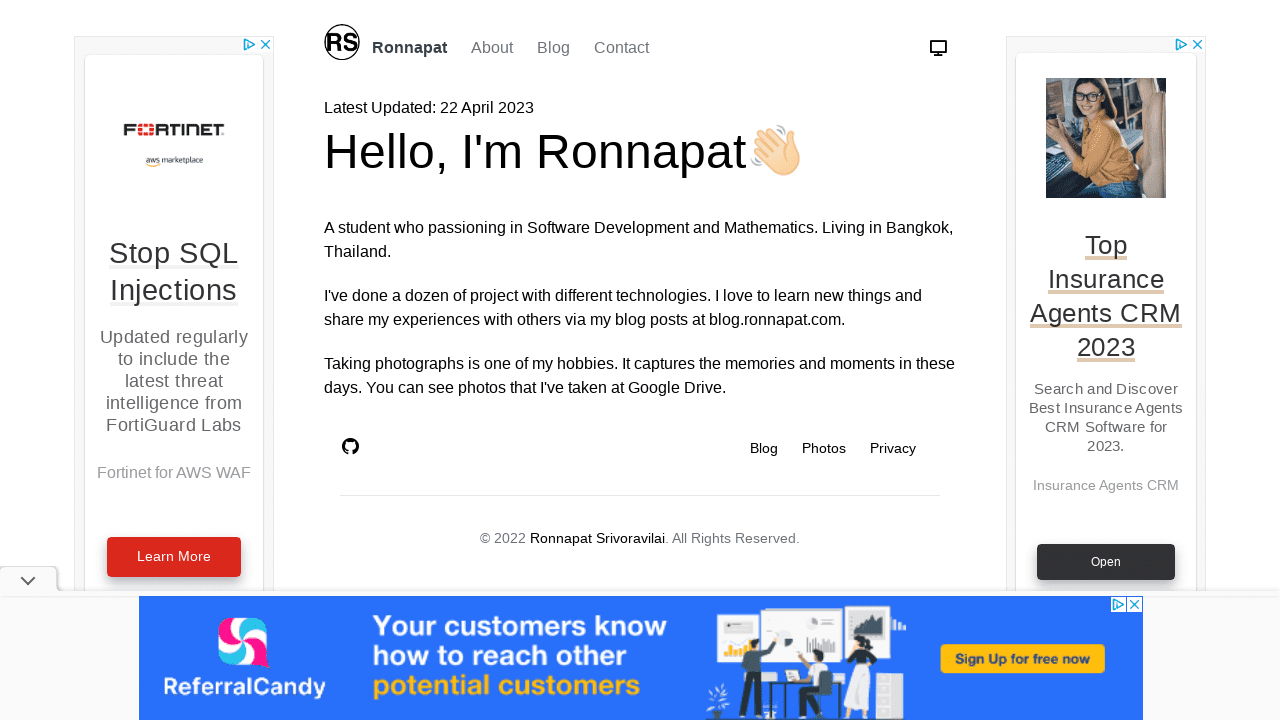 RS
Ronnapat
About
Blog
Contact
Latest Updated: 22 April 2023
Hello, I'm Ronnapat👋🏻
A student who passioning in Software Development and Mathematics. Living in Bangkok,
Thailand.
I've done a dozen of project with different technologies. I love to learn new things and
share my experiences with others via my blog posts at blog.ronnapat.com.
Taking photographs is one of my hobbies. It captures the memories and moments in these
days. You can see photos that I've taken at Google Drive.
Blog
Photos
Privacy
© 2022 Ronnapat Srivoravilai. All Rights Reserved.
FORTINET
aws marketplace
Stop SQL
Injections
Updated regularly
to include the
latest threat
intelligence from
FortiGuard Labs
Fortinet for AWS WAF
Learn More
Top
Insurance
Agents CRM
2023
Search and Discover
Best Insurance Agents
CRM Software for
2023.
Insurance Agents CRM
Open
ReferralCandy
Your customers know
how to reach other
potential customers
Sign Up for free now